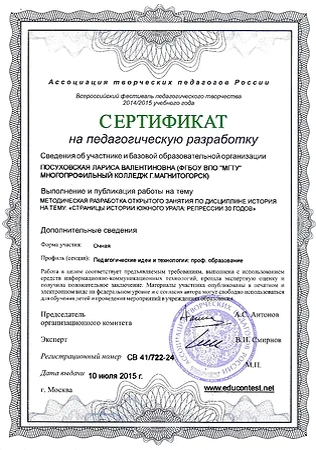 Ассоциация творческих педагогов России
Всероссийский фестиваль педагогического творчества
2014/2015 учебного года
СЕРТИФИКАТ
на педагогическую разработку
Сведения об участнике и базовой образовательной организации
ПОСУХОВСКАЯ ЛАРИСА ВАЛЕНТИНОВНА (ФГБОУ ВПО "МГТУ"
МНОГОПРОФИЛЬНЫЙ КОЛЛЕДЖ Г.МАГНИТОГОРСК)
Выполнение и публикация работы на тему
МЕТОДИЧЕСКАЯ РАЗРАБОТКА ОТКРЫТОГО ЗАНЯТИЯ ПО ДИСЦИПЛИНЕ ИСТОРИЯ
НА ТЕМУ: «СТРАНИЦЫ ИСТОРИИ ЮЖНОГО УРАЛА: РЕПРЕССИИ 30 ГОДОВ»
Дополнительные сведения
Форма участия: Очная
Профиль (секция): Педагогические идеи и технологии: проф. образование
Работа в целом соответствует предъявляемым требованиям, выполнена с использованием
средств информационно-коммуникационных технологий, прошла экспертную оценку и
получила положительное заключение. Материалы участника опубликованы в печатном и
электронном виде на федеральном уровне и с согласия автора могут свободно использоваться
для обучения детей и проведения мероприятий в учреждениях образования.
Председатель
организационного комитета
А.С. Антонов
Эксперт
В.П. Смирнов
Регистрационный номер СВ 41/722-24
М.П.
Дата выдачи 10 июля 2015 г.
г. Москва
www.educontest.net